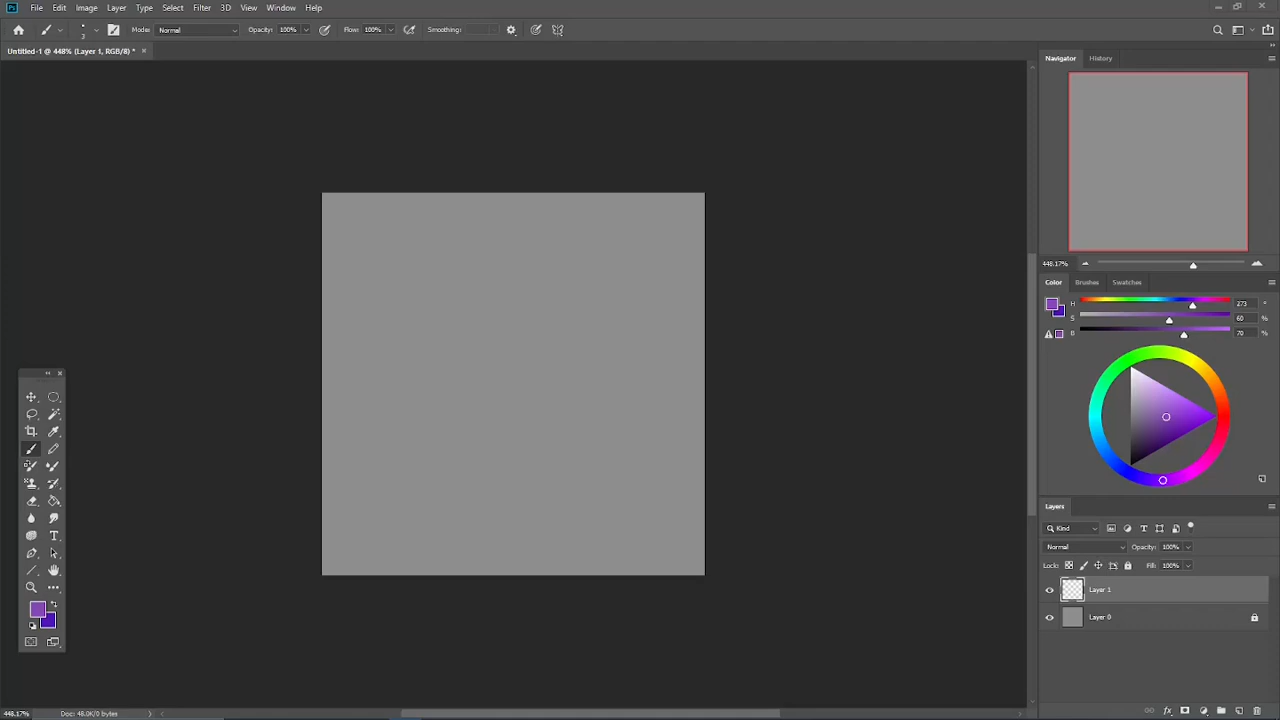 Ps File Edit Image Layer Type Select Filter 3D View Window Help
3 Mode: Normal Opacity: 100% Flow: 100% Smoothing:
Untitled-1 @ 448% (Layer 1, RGB/8) *
Navigator History
448.17%
Color Brushes Swatches
H 273 °
S 60 %
B 70 %
Layers
Kind
Normal Opacity: 100%
Lock: Fill: 100%
Layer 1
Layer 0
448.17% Doc: 48.0K/0 bytes